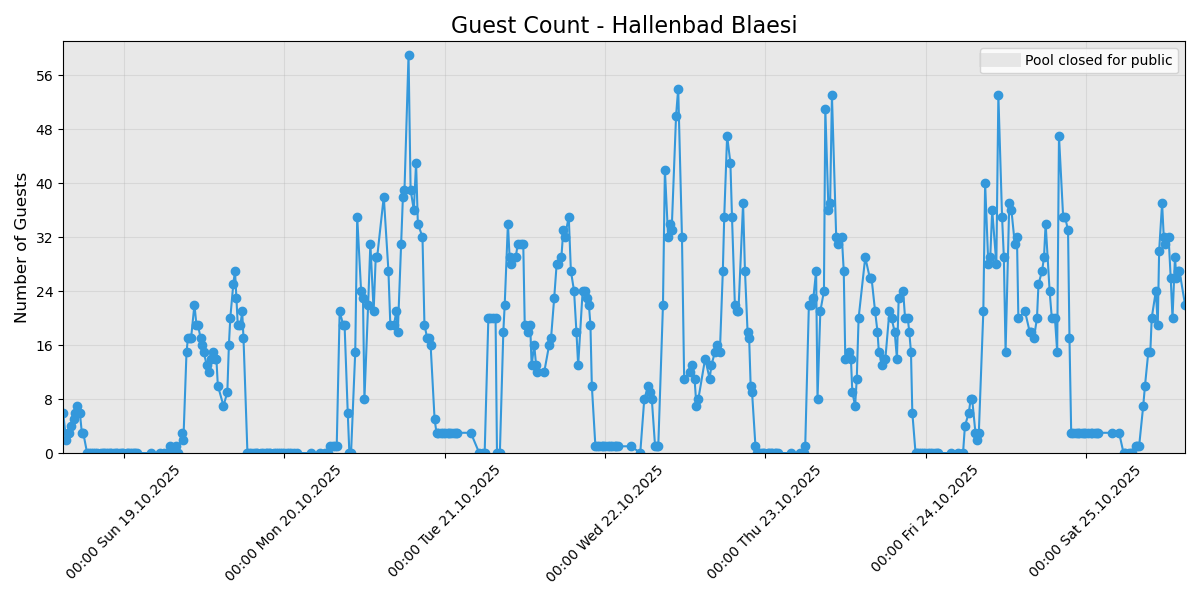 Guest Count - Hallenbad Blaesi
Pool closed for public
Number of Guests
56
48
40
32
24
16
8
0
00:00 Sun 19.10.2025
00:00 Mon 20.10.2025
00:00 Tue 21.10.2025
00:00 Wed 22.10.2025
00:00 Thu 23.10.2025
00:00 Fri 24.10.2025
00:00 Sat 25.10.2025